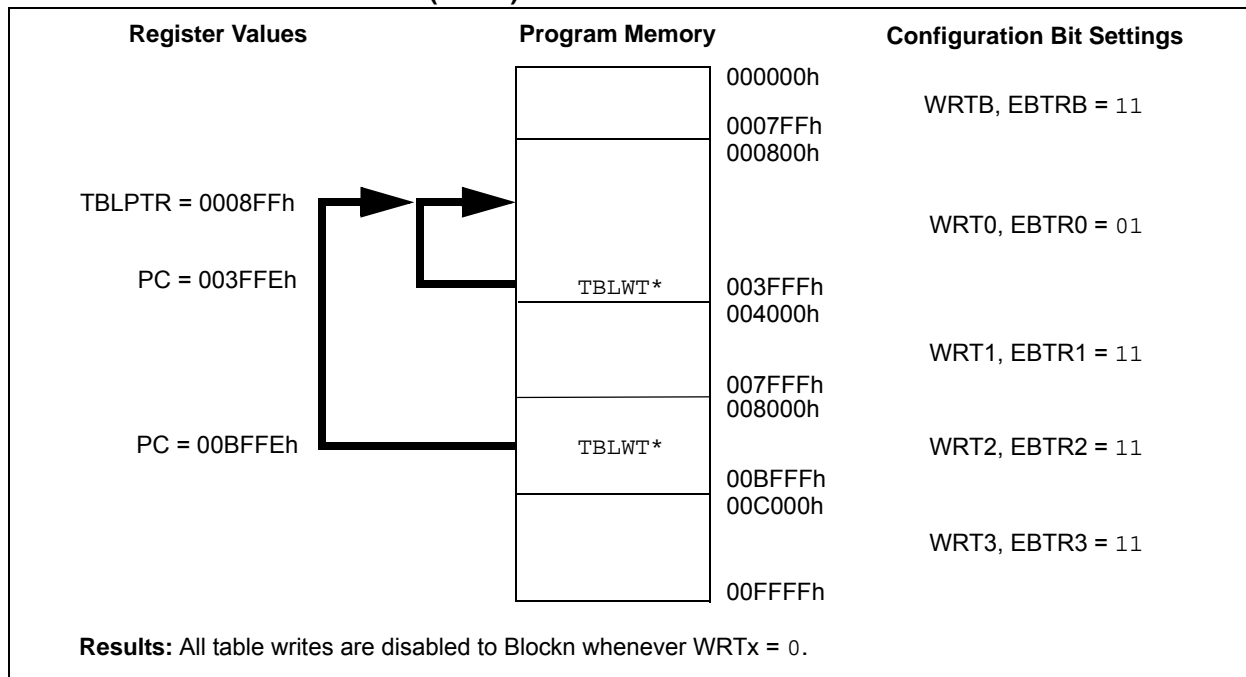 Register Values Program Memory Configuration Bit Settings
000000h
WRTB, EBTRB = 11
0007FFh
000800h
TBLPTR = 0008FFh
WRT0, EBTR0 = 01
PC = 003FFEh TBLWT* 003FFFh
004000h
WRT1, EBTR1 = 11
007FFFh
008000h
PC = 00BFFEh TBLWT* WRT2, EBTR2 = 11
00BFFFh
00C000h
WRT3, EBTR3 = 11
00FFFFh
Results: All table writes are disabled to Blockn whenever WRTx = 0.